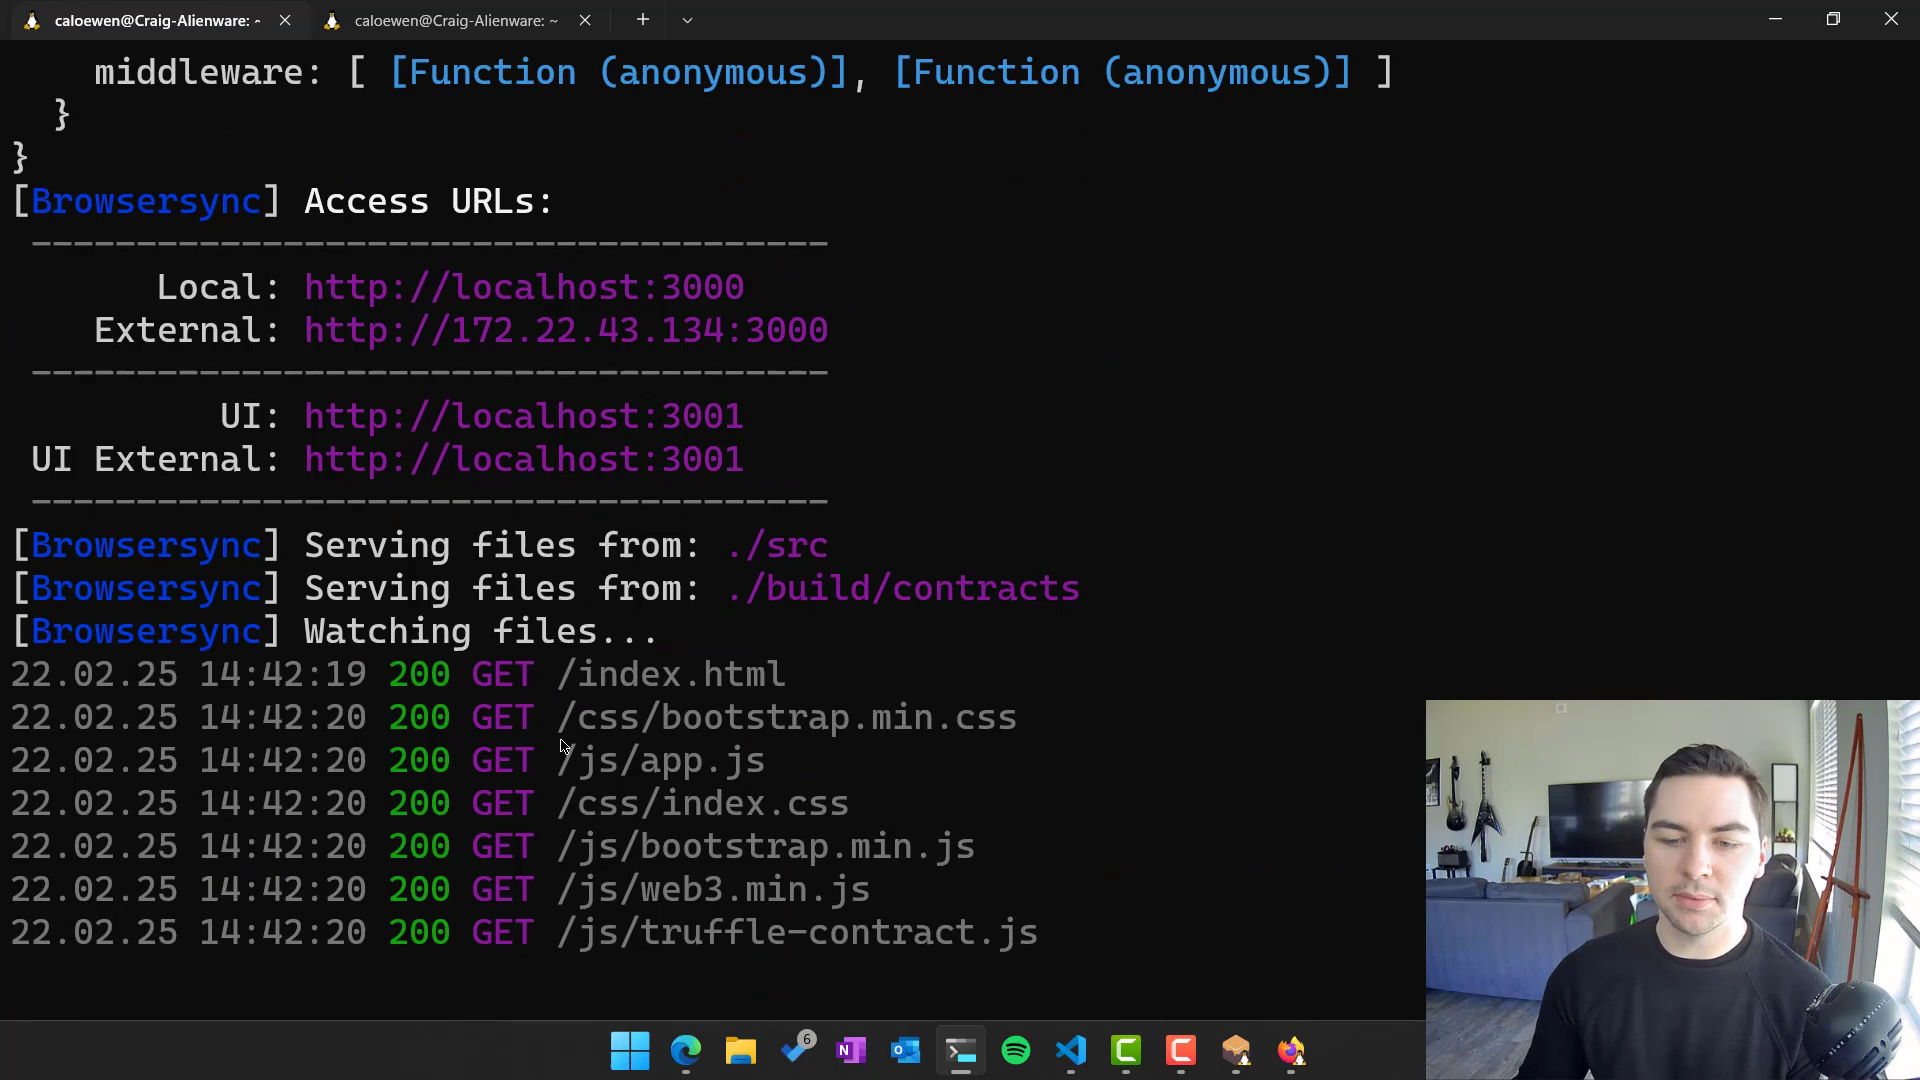 caloewen@Craig-Alienware: ~
caloewen@Craig-Alienware: ~
middleware: [ [Function (anonymous)], [Function (anonymous)] ]
}
}
[Browsersync] Access URLs:
---------------------------------------
Local: http://localhost:3000
External: http://172.22.43.134:3000
---------------------------------------
UI: http://localhost:3001
UI External: http://localhost:3001
---------------------------------------
[Browsersync] Serving files from: ./src
[Browsersync] Serving files from: ./build/contracts
[Browsersync] Watching files...
22.02.25 14:42:19 200 GET /index.html
22.02.25 14:42:20 200 GET /css/bootstrap.min.css
22.02.25 14:42:20 200 GET /js/app.js
22.02.25 14:42:20 200 GET /css/index.css
22.02.25 14:42:20 200 GET /js/bootstrap.min.js
22.02.25 14:42:20 200 GET /js/web3.min.js
22.02.25 14:42:20 200 GET /js/truffle-contract.js
6